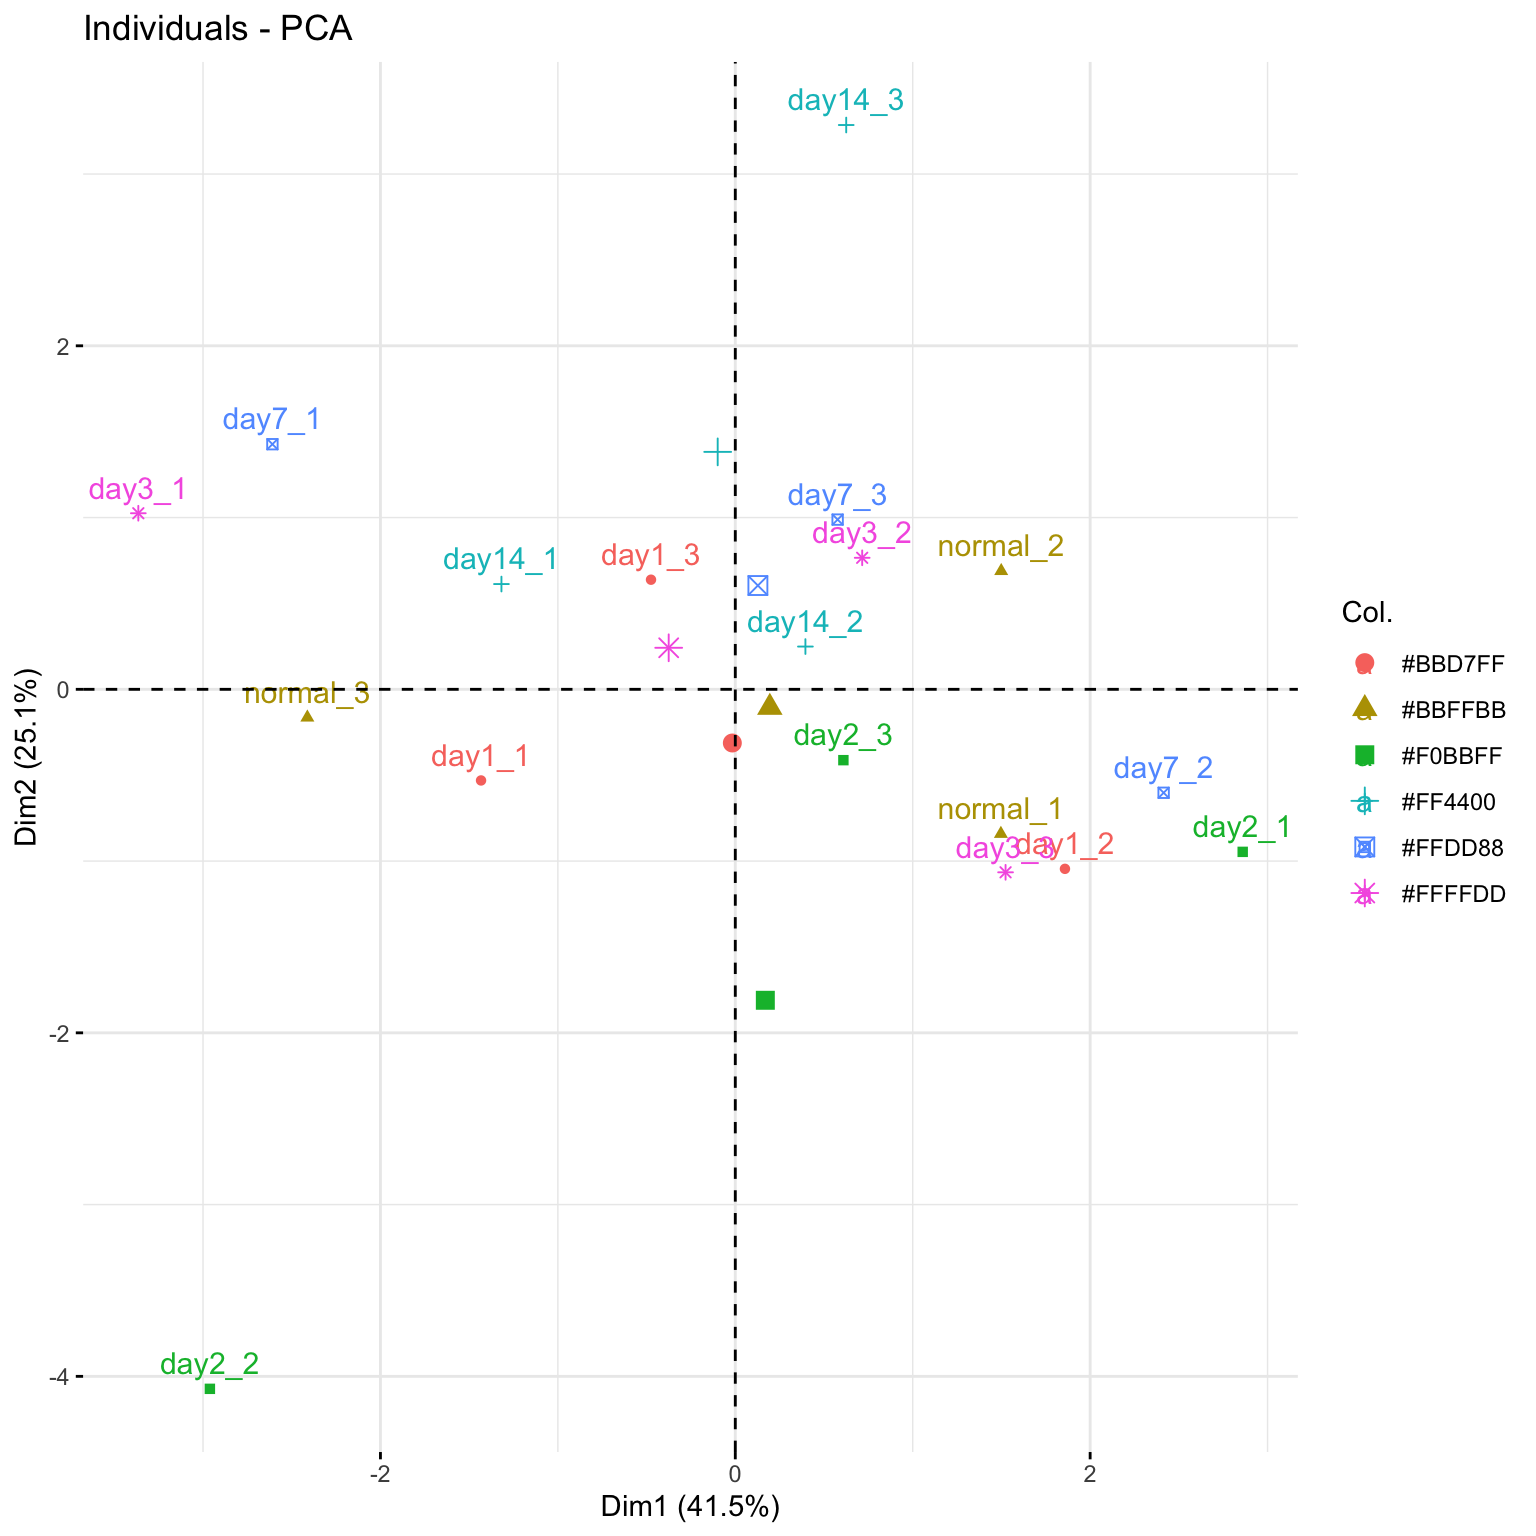 Individuals - PCA
day14_3
2
day7_1
day3_1
day7_3
day3_2
normal_2
day14_1
day1_3
day14_2
0
normal_3
day2_3
day1_1
day7_2
normal_1
day2_1
day3_3
day1_2
-2
day2_2
-4
-2
0
2
Dim1 (41.5%)
Dim2 (25.1%)
Col.
a #BBD7FF
a #BBFFBB
a #F0BBFF
a #FF4400
a #FFDD88
a #FFFFDD